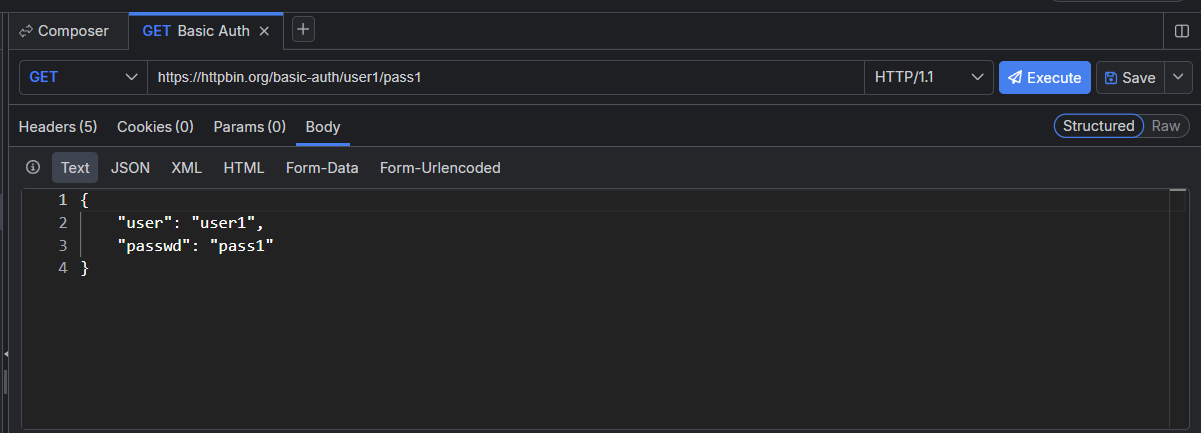 Composer GET Basic Auth
GET https://httpbin.org/basic-auth/user1/pass1 HTTP/1.1 Execute Save
Headers (5) Cookies (0) Params (0) Body Structured Raw
Text JSON XML HTML Form-Data Form-Urlencoded
1 {
2 "user": "user1",
3 "passwd": "pass1"
4 }